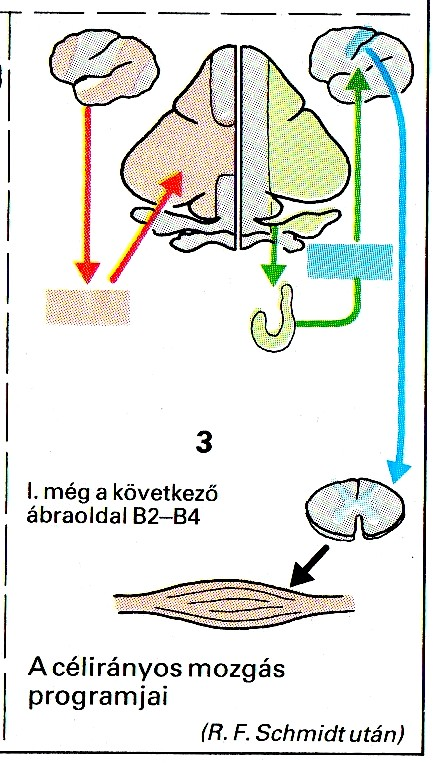 3
l. még a következő
ábraoldal B2–B4
A célirányos mozgás
programjai
(R. F. Schmidt után)